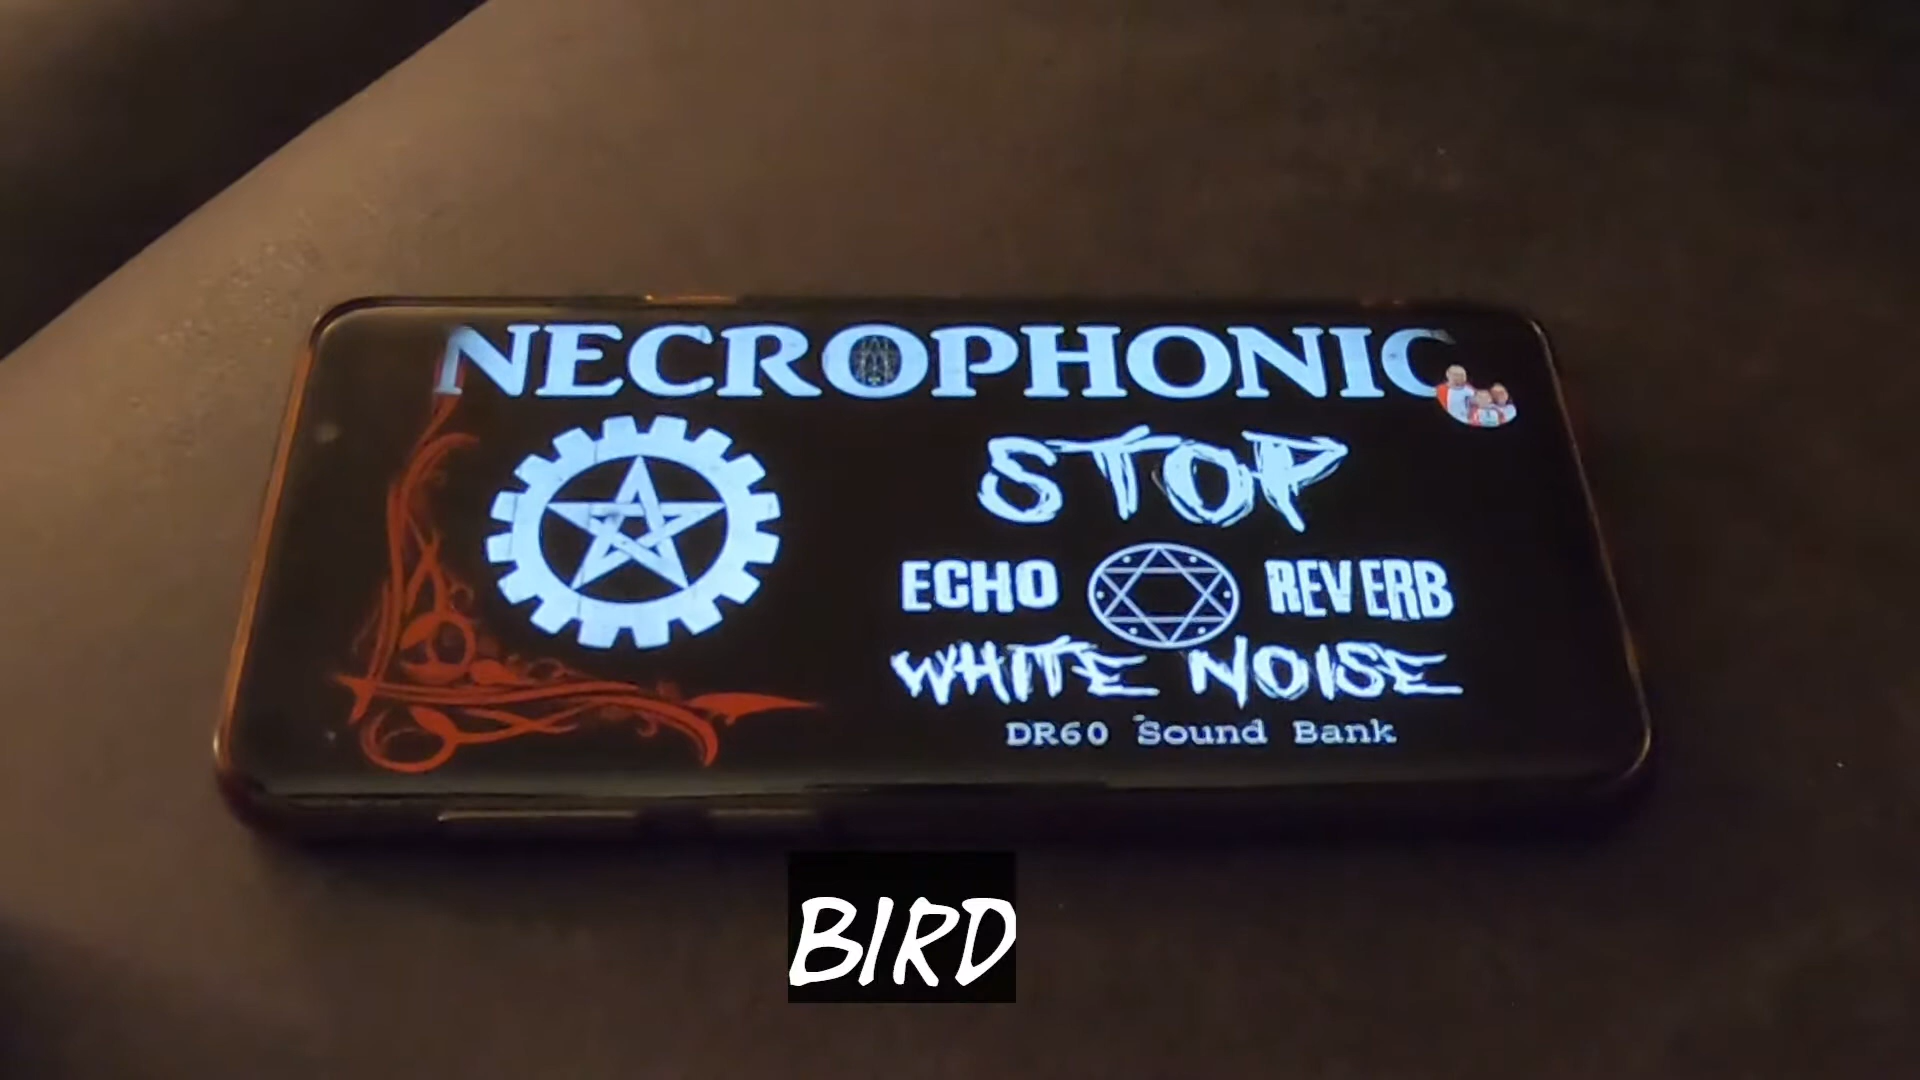 NECROPHONIC
STOP
ECHO REVERB
WHITE NOISE
DR60 Sound Bank
BIRD